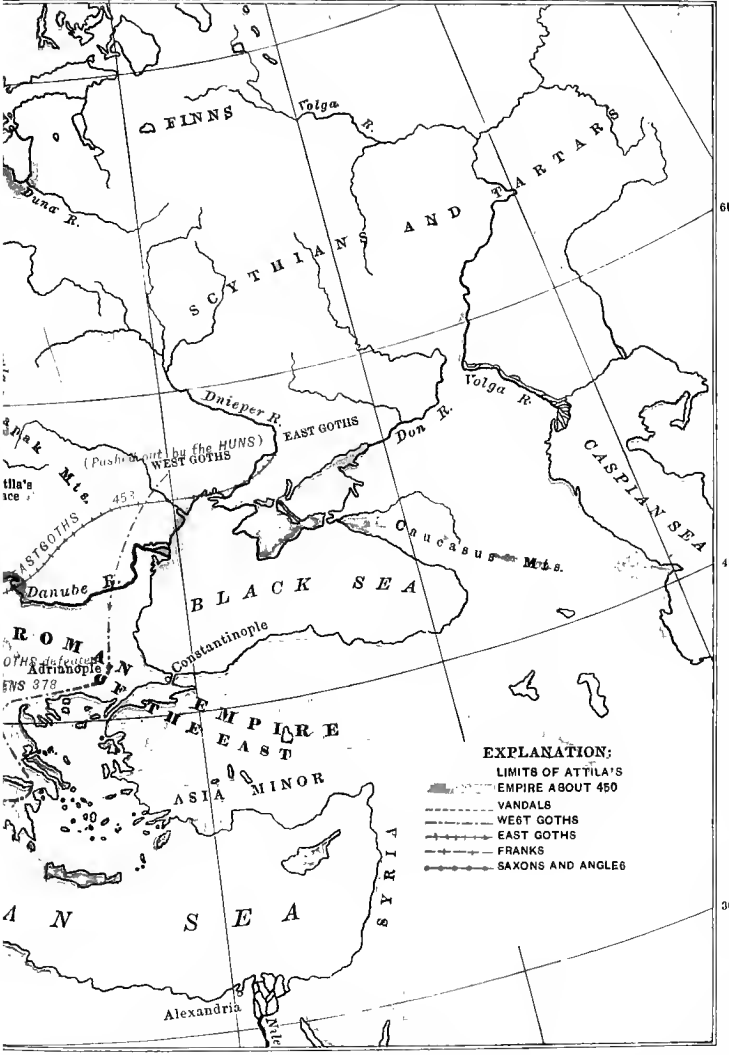 FINNS
Volga R.
Duna R.
SCYTHIANS AND TARTARS
60
Dnieper R.
Volga R.
Don R.
(Pushed out by the HUNS)
EAST GOTHS
WEST GOTHS
Mts.
453
CASPIAN SEA
Caucasus Mts.
Danube R.
BLACK SEA
Constantinople
ROMAN
Adrianople
378
OF
THE EAST
EMPIRE
ASIA MINOR
SYRIA
EXPLANATION:
LIMITS OF ATTILA'S
EMPIRE ABOUT 450
VANDALS
WEST GOTHS
EAST GOTHS
FRANKS
SAXONS AND ANGLES
SEA
Alexandria
Nile